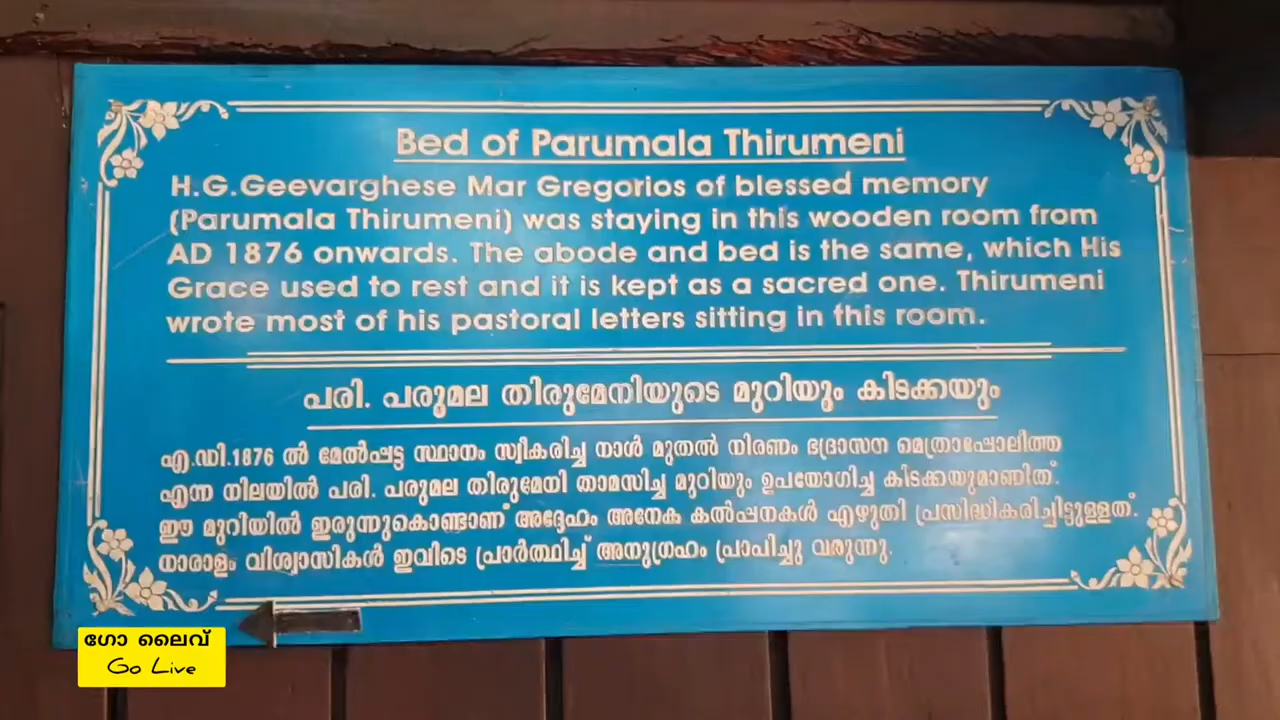 Bed of Parumala Thirumeni
H.G.Geevarghese Mar Gregorios of blessed memory
(Parumala Thirumeni) was staying in this wooden room from
AD 1876 onwards. The abode and bed is the same, which His
Grace used to rest and it is kept as a sacred one. Thirumeni
wrote most of his pastoral letters sitting in this room.
പരി. പരുമല തിരുമേനിയുടെ മുറിയും കിടക്കയും
എ.ഡി.1876 ൽ മേൽപ്പട്ട സ്ഥാനം സ്വീകരിച്ച നാൾ മുതൽ നിരണം ഭദ്രാസന മെത്രാപ്പോലീത്ത
എന്ന നിലയിൽ പരി. പരുമല തിരുമേനി താമസിച്ച മുറിയും ഉപയോഗിച്ച കിടക്കയുമാണിത്.
ഈ മുറിയിൽ ഇരുന്നുകൊണ്ടാണ് അദ്ദേഹം അനേക കൽപ്പനകൾ എഴുതി പ്രസിദ്ധീകരിച്ചിട്ടുള്ളത്.
നാരാളം വിശ്വാസികൾ ഇവിടെ പ്രാർത്ഥിച്ച് അനുഗ്രഹം പ്രാപിച്ചു വരുന്നു.
ഗോ ലൈവ്
Go Live